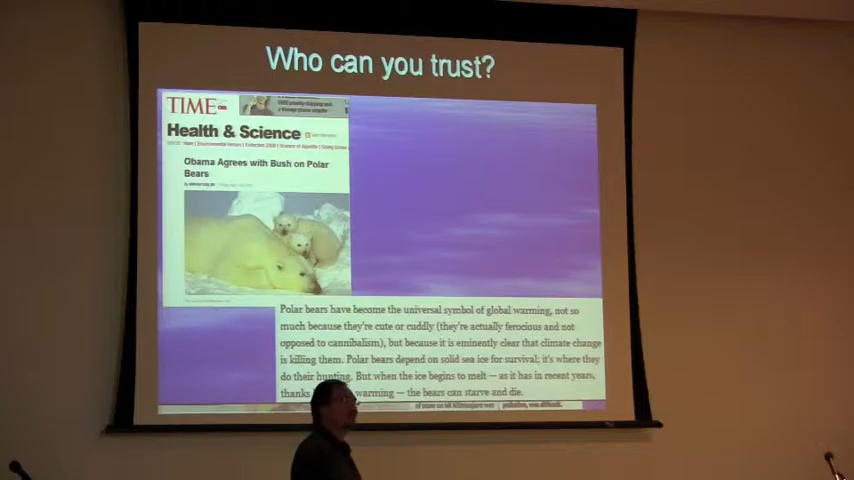 Who can you trust?
TIME
Health & Science
Obama Agrees with Bush on Polar
Bears
Polar bears have become the universal symbol of global warming, not so
much because they're cute or cuddly (they're actually ferocious and not
opposed to cannibalism), but because it is eminently clear that climate change
is killing them. Polar bears depend on solid sea ice for survival; it's where they
do their hunting. But when the ice begins to melt — as it has in recent years,
thanks warming — the bears can starve and die.